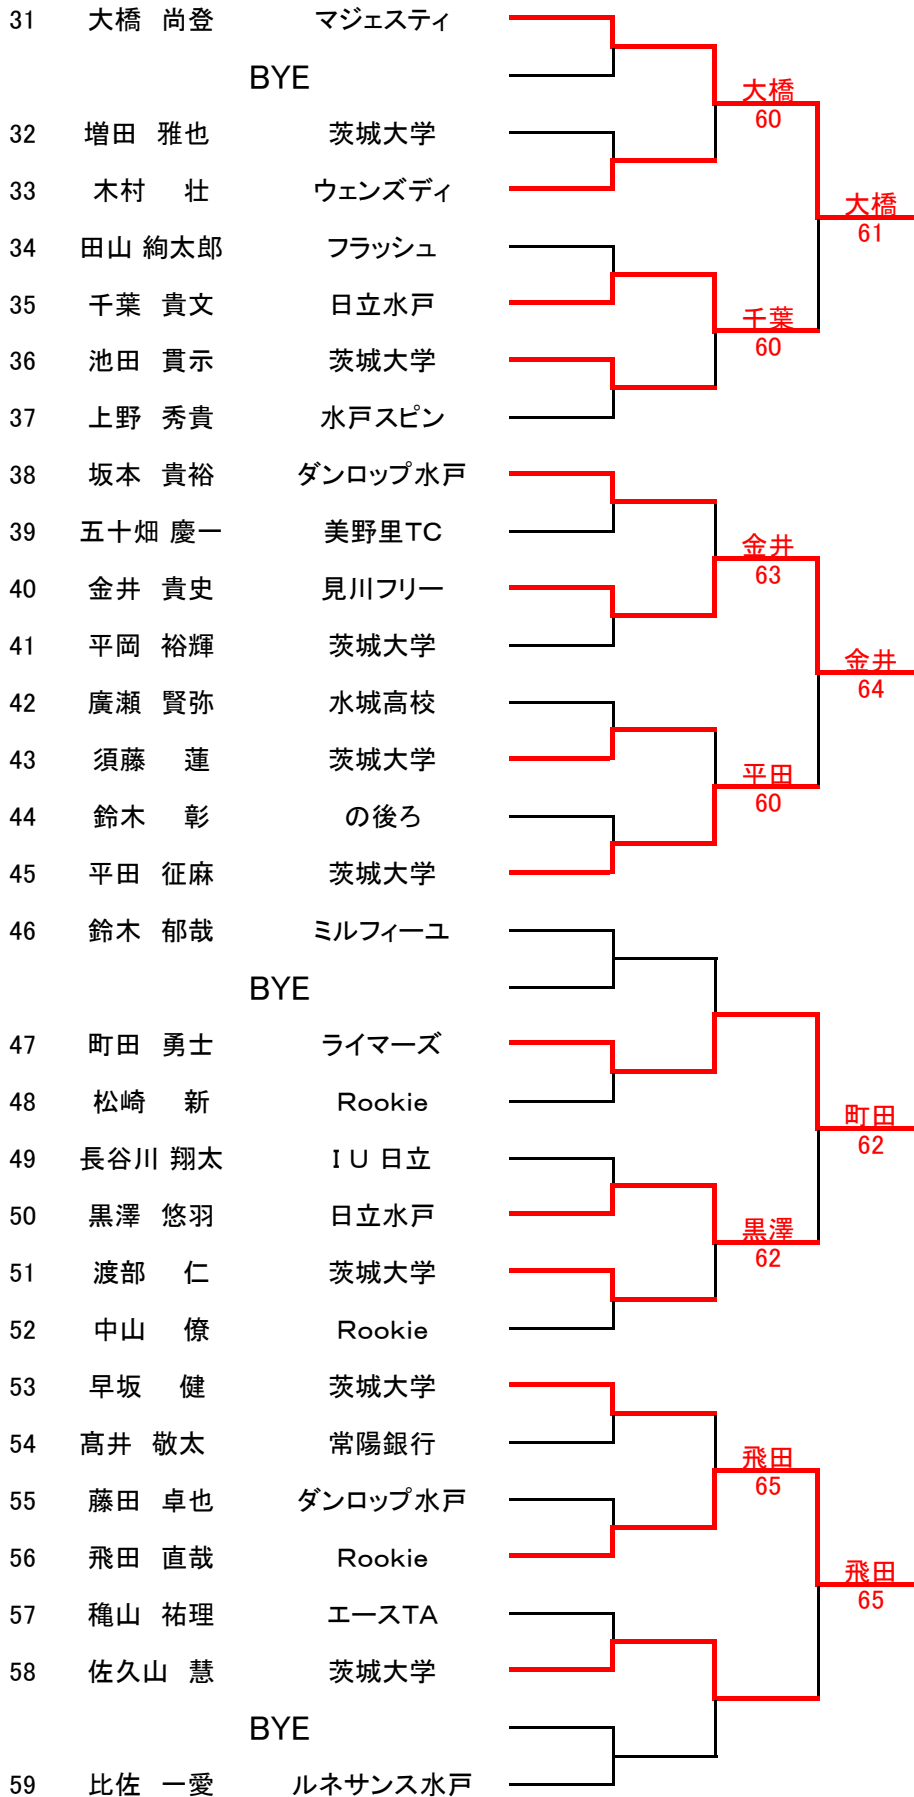 31 大橋 尚登 マジェスティ
BYE
大橋
60
32 増田 雅也 茨城大学
33 木村 壮 ウェンズディ
大橋
61
34 田山 絢太郎 フラッシュ
35 千葉 貴文 日立水戸
千葉
60
36 池田 貫示 茨城大学
37 上野 秀貴 水戸スピン
38 坂本 貴裕 ダンロップ水戸
39 五十畑 慶一 美野里TC
金井
63
40 金井 貴史 見川フリー
41 平岡 裕輝 茨城大学
金井
64
42 廣瀬 賢弥 水城高校
43 須藤 蓮 茨城大学
平田
60
44 鈴木 彰 の後ろ
45 平田 征麻 茨城大学
46 鈴木 郁哉 ミルフィーユ
BYE
47 町田 勇士 ライマーズ
48 松崎 新 Rookie
町田
62
49 長谷川 翔太 IU日立
50 黒澤 悠羽 日立水戸
黒澤
62
51 渡部 仁 茨城大学
52 中山 僚 Rookie
53 早坂 健 茨城大学
54 髙井 敬太 常陽銀行
飛田
65
55 藤田 卓也 ダンロップ水戸
56 飛田 直哉 Rookie
飛田
65
57 穐山 祐理 エースTA
58 佐久山 慧 茨城大学
BYE
59 比佐 一愛 ルネサンス水戸